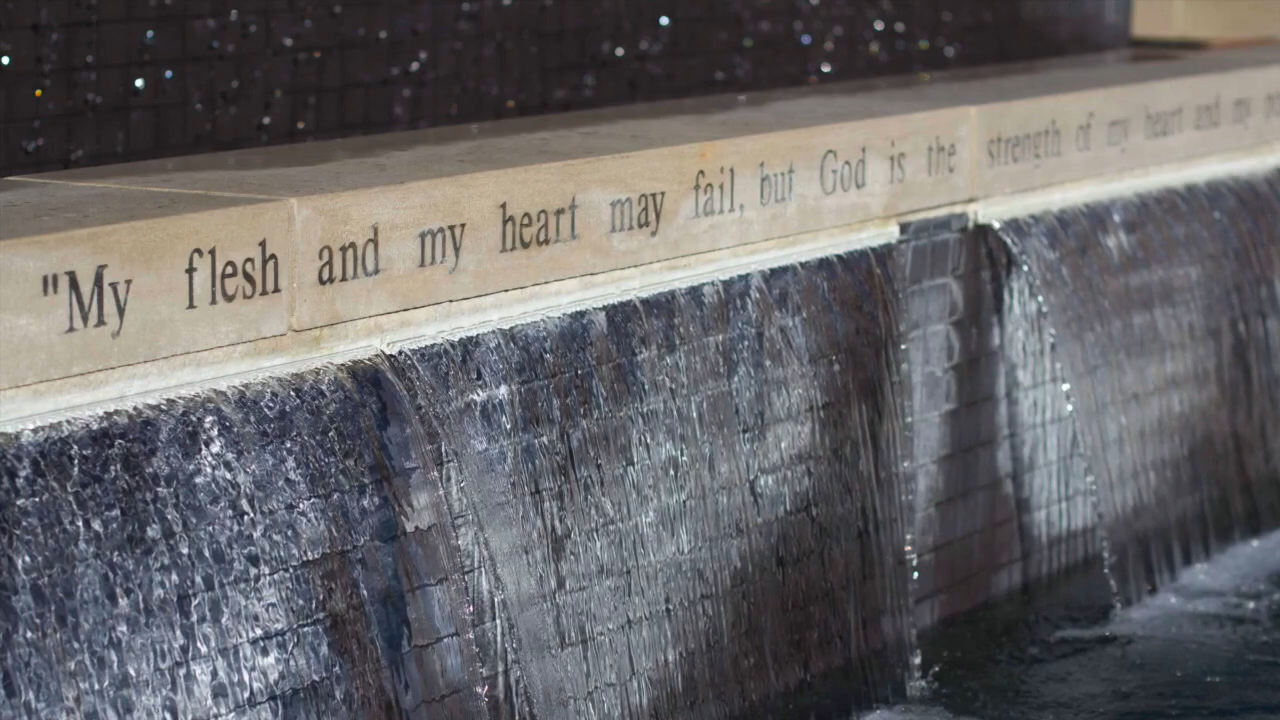 "My flesh and my heart may fail, but God is the strength of my heart and my